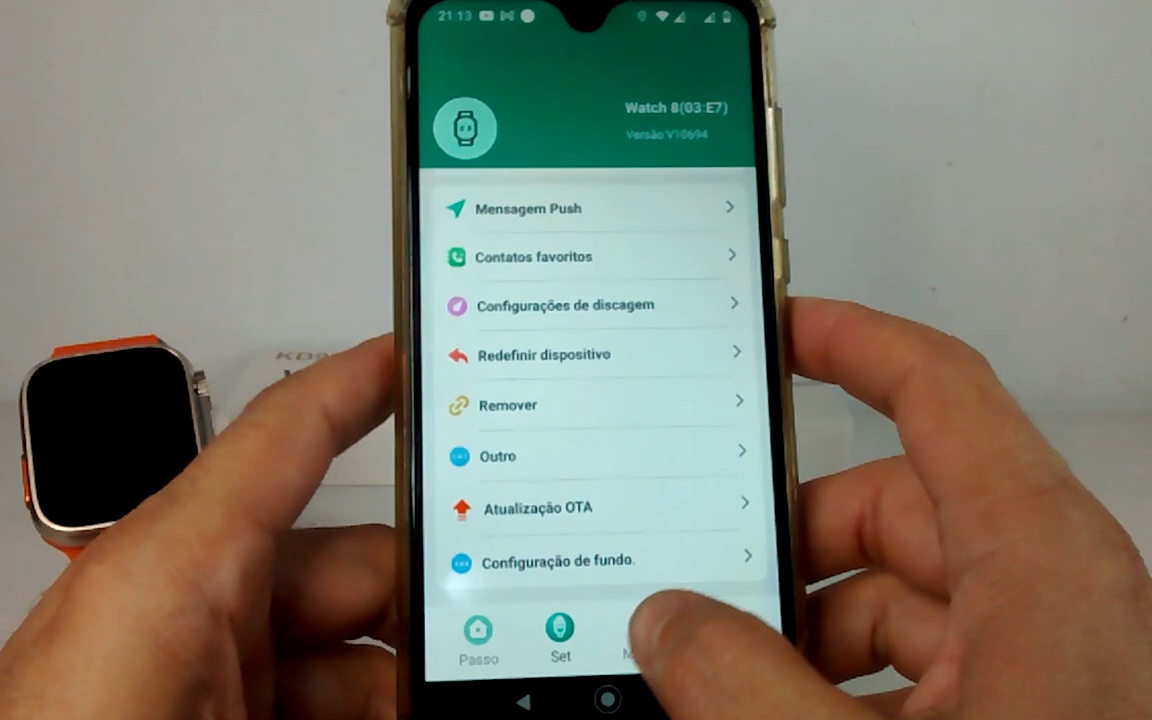 21:13
Watch 8(03:E7)
Versão V10694
Mensagem Push
Contatos favoritos
Configurações de discagem
Redefinir dispositivo
Remover
Outro
Atualização OTA
Configuração de fundo.
Passo
Set